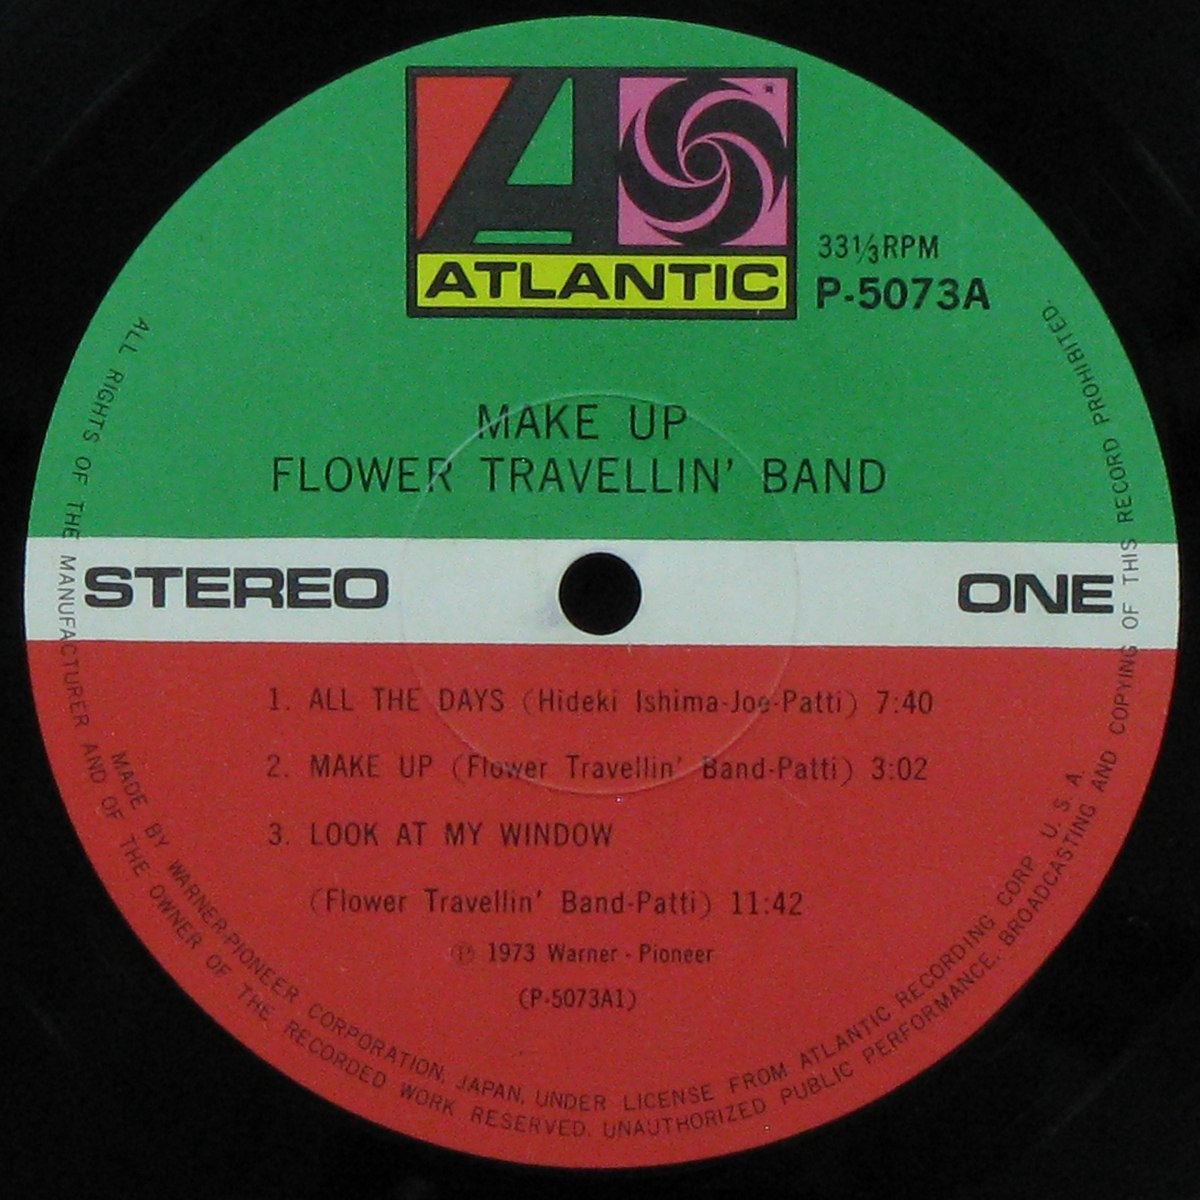 ATLANTIC
33⅓RPM
P-5073A
MAKE UP
FLOWER TRAVELLIN' BAND
STEREO
ONE
1. ALL THE DAYS (Hideki Ishima-Joe-Patti) 7:40
2. MAKE UP (Flower Travellin' Band-Patti) 3:02
3. LOOK AT MY WINDOW
(Flower Travellin' Band-Patti) 11:42
℗ 1973 Warner-Pioneer
(P-5073A1)
MADE BY WARNER-PIONEER CORPORATION, JAPAN, UNDER LICENSE FROM ATLANTIC RECORDING CORP. U. S. A.
ALL RIGHTS OF THE MANUFACTURER AND OF THE OWNER OF THE RECORDED WORK RESERVED. UNAUTHORIZED PUBLIC PERFORMANCE, BROADCASTING AND COPYING OF THIS RECORD PROHIBITED.